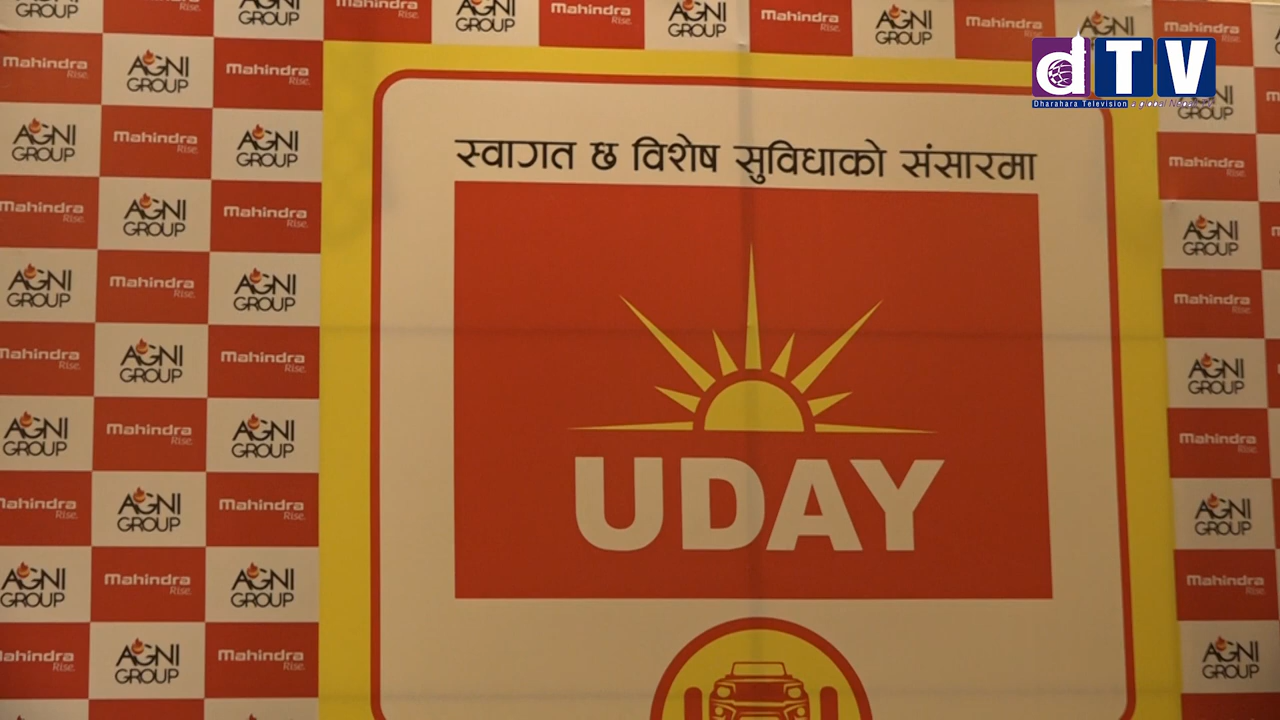 स्वागत छ विशेष सुविधाको संसारमा
UDAY
dTV
Dharahara Television
AGNI GROUP
Mahindra Rise.